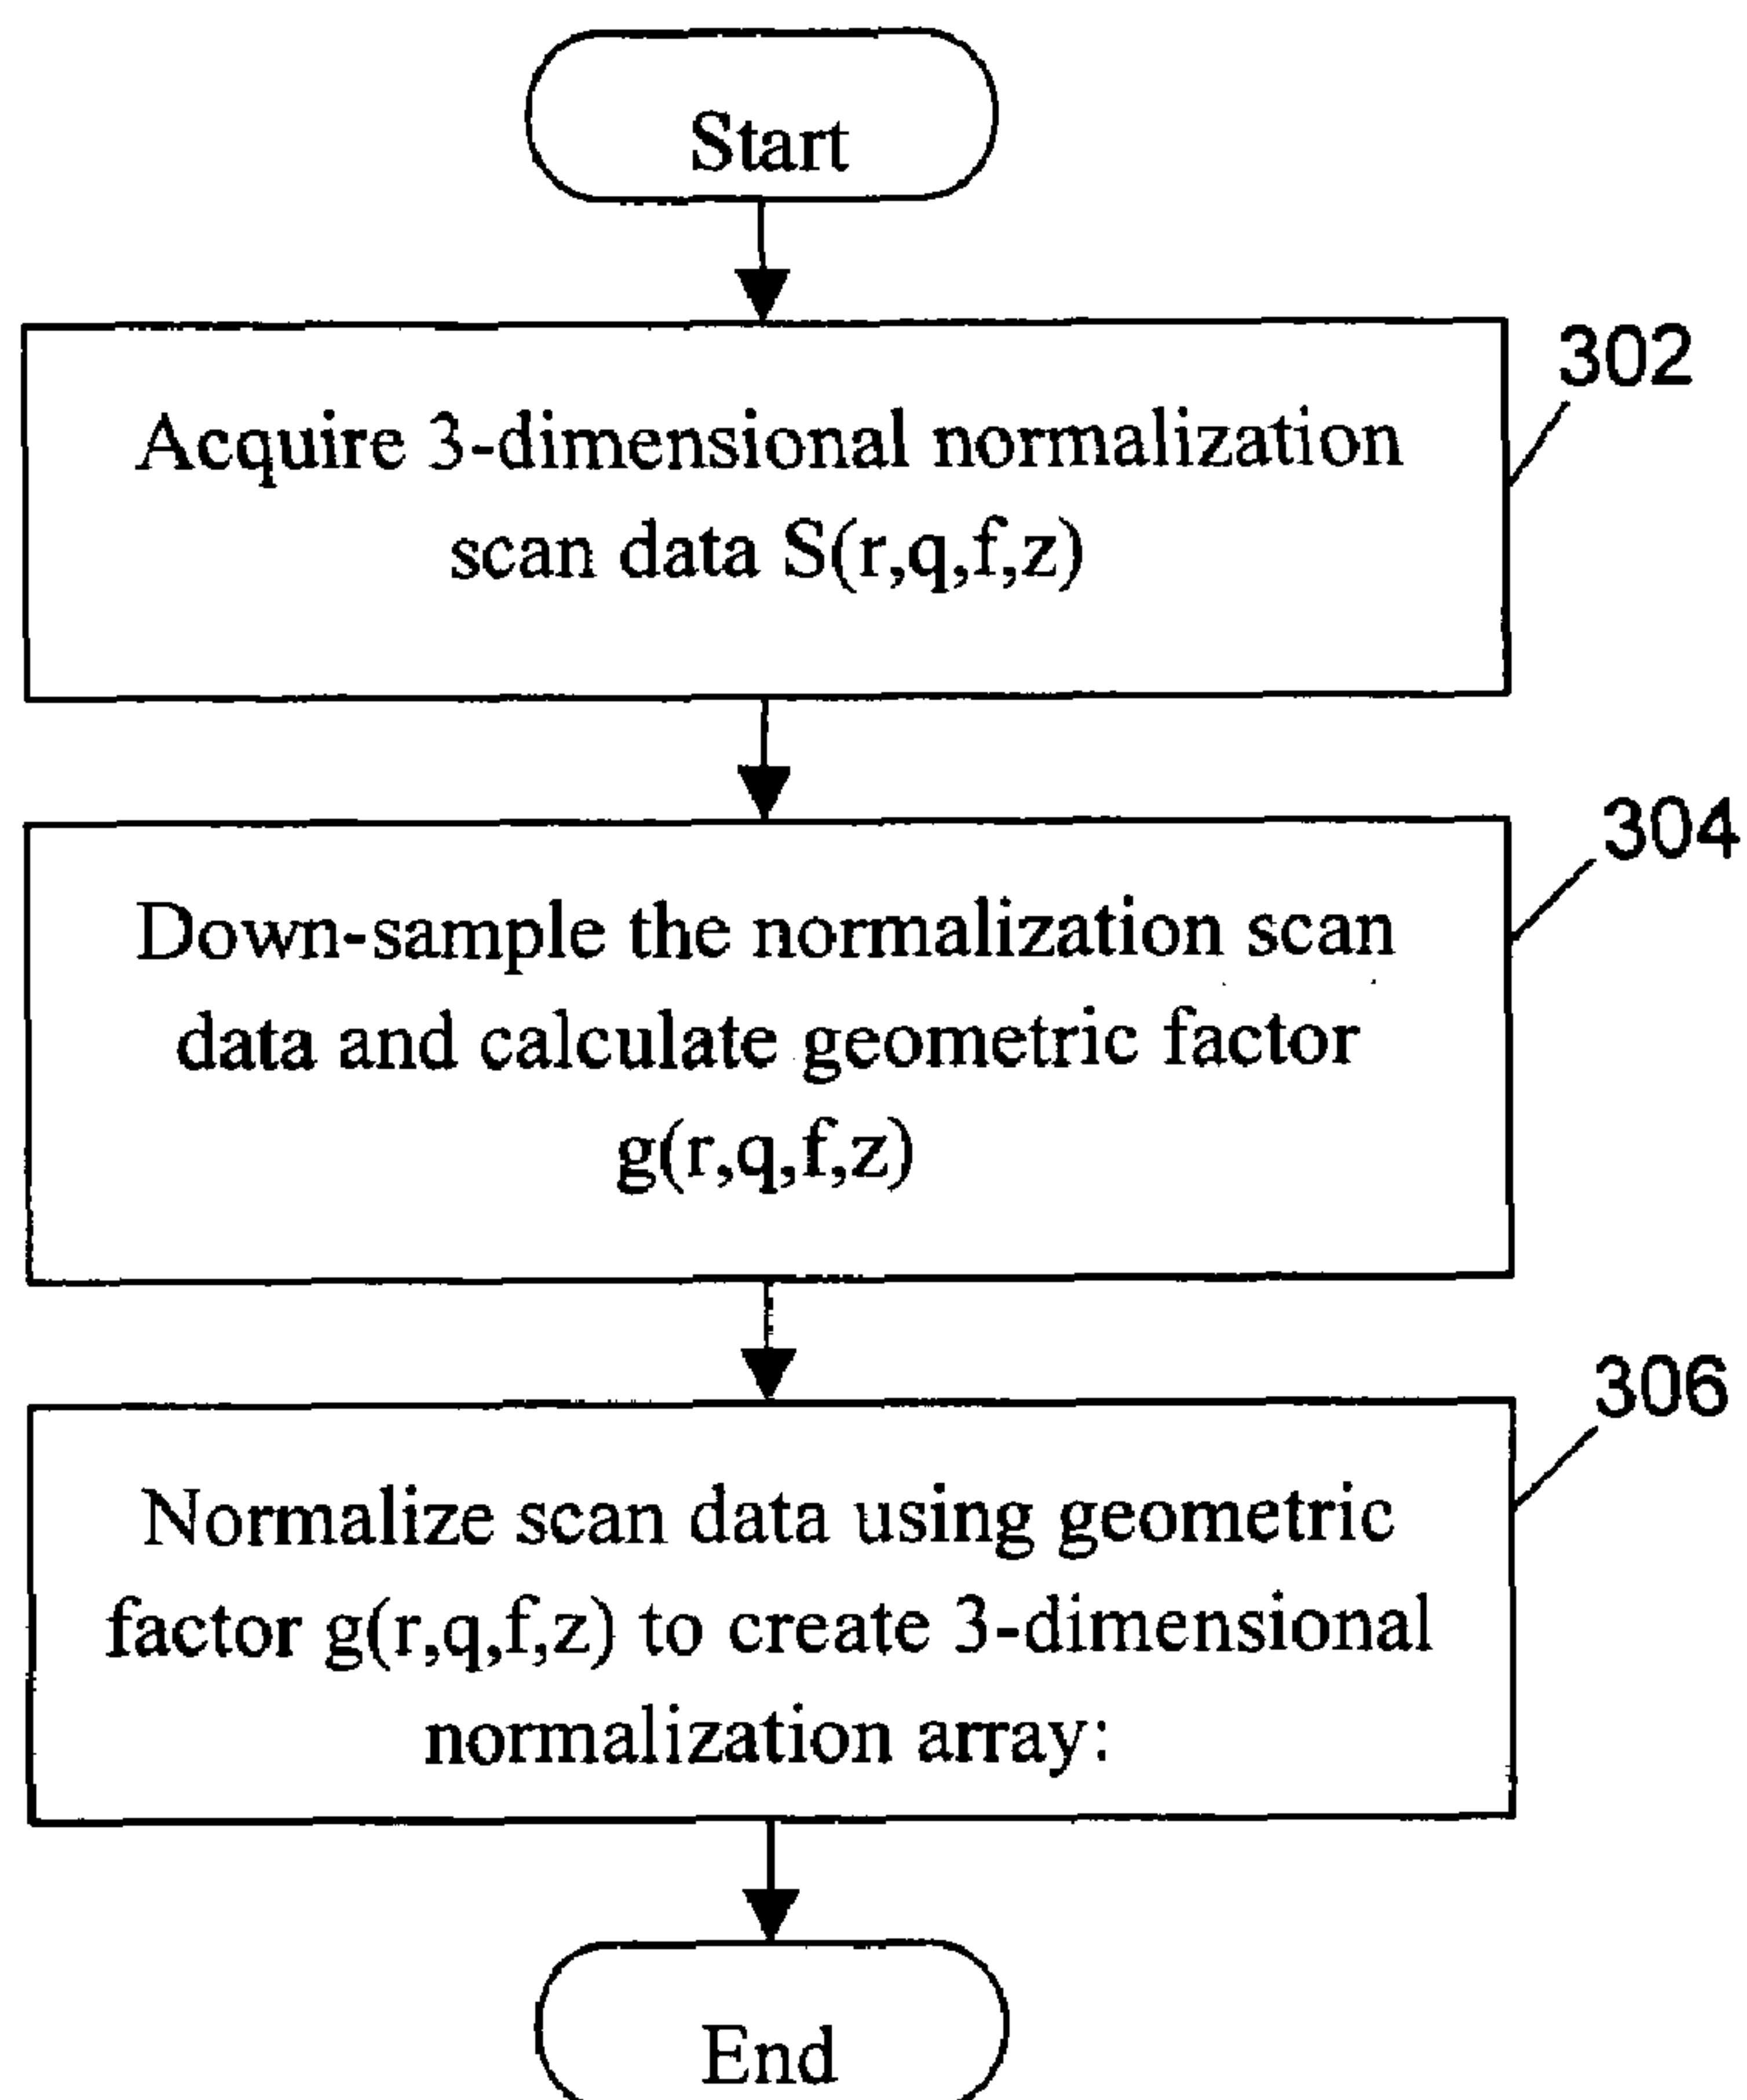 Start
302
Acquire 3-dimensional normalization
scan data S(r,q,f,z)
304
Down-sample the normalization scan
data and calculate geometric factor
g(r,q,f,z)
306
Normalize scan data using geometric
factor g(r,q,f,z) to create 3-dimensional
normalization array:
End